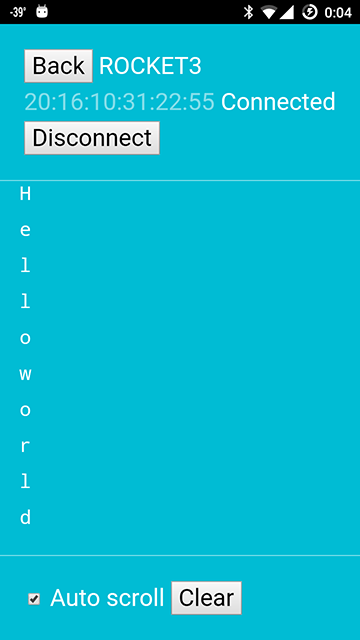 -39° 0:04
Back ROCKET3
20:16:10:31:22:55 Connected
Disconnect
H
e
l
l
o
w
o
r
l
d
Auto scroll Clear